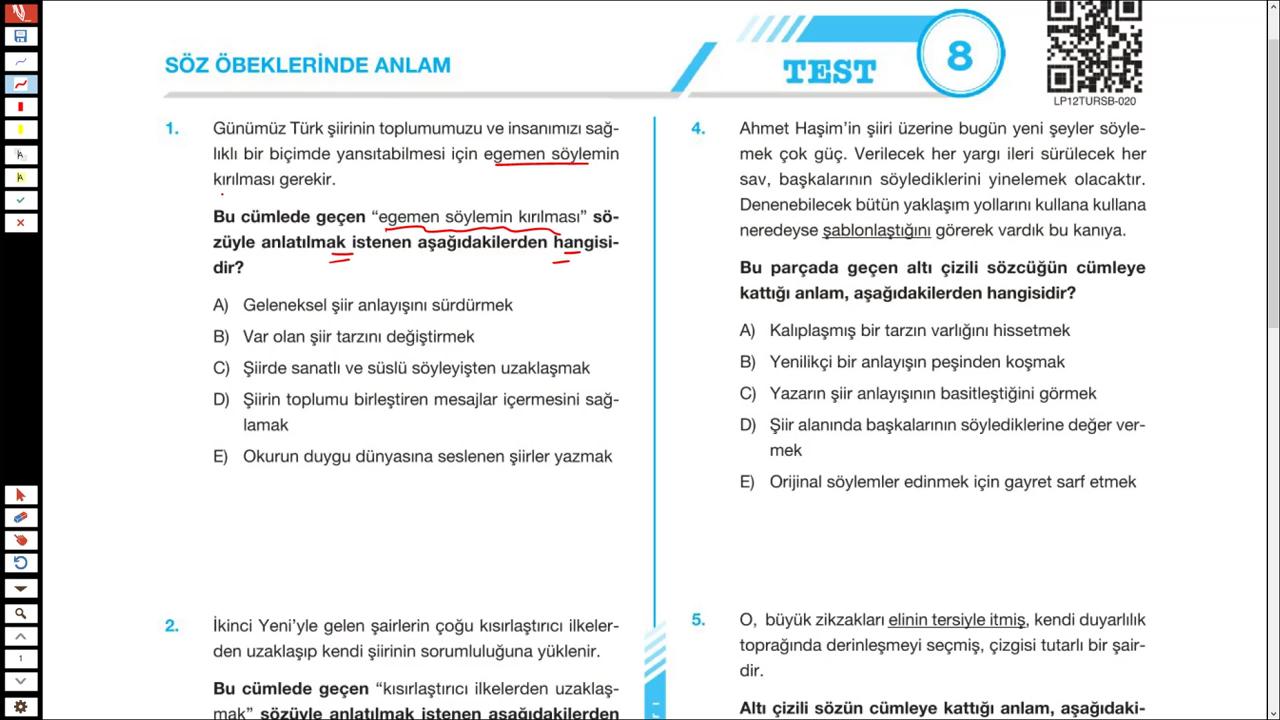 SÖZ ÖBEKLERİNDE ANLAM
TEST
8
LP12TURSB-020
1.
Günümüz Türk şiirinin toplumumuzu ve insanımızı sağ-
lıklı bir biçimde yansıtabilmesi için egemen söylemin
kırılması gerekir.
Bu cümlede geçen “egemen söylemin kırılması” sö-
züyle anlatılmak istenen aşağıdakilerden hangisi-
dir?
A) Geleneksel şiir anlayışını sürdürmek
B) Var olan şiir tarzını değiştirmek
C) Şiirde sanatlı ve süslü söyleyişten uzaklaşmak
D) Şiirin toplumu birleştiren mesajlar içermesini sağ-
lamak
E) Okurun duygu dünyasına seslenen şiirler yazmak
2.
İkinci Yeni’yle gelen şairlerin çoğu kısırlaştırıcı ilkeler-
den uzaklaşıp kendi şiirinin sorumluluğuna yüklenir.
Bu cümlede geçen “kısırlaştırıcı ilkelerden uzaklaş-
mak” sözüyle anlatılmak istenen aşağıdakilerden
4.
Ahmet Haşim’in şiiri üzerine bugün yeni şeyler söyle-
mek çok güç. Verilecek her yargı ileri sürülecek her
sav, başkalarının söylediklerini yinelemek olacaktır.
Denenebilecek bütün yaklaşım yollarını kullana kullana
neredeyse şablonlaştığını görerek vardık bu kanıya.
Bu parçada geçen altı çizili sözcüğün cümleye
kattığı anlam, aşağıdakilerden hangisidir?
A) Kalıplaşmış bir tarzın varlığını hissetmek
B) Yenilikçi bir anlayışın peşinden koşmak
C) Yazarın şiir anlayışının basitleştiğini görmek
D) Şiir alanında başkalarının söylediklerine değer ver-
mek
E) Orijinal söylemler edinmek için gayret sarf etmek
5.
O, büyük zikzakları elinin tersiyle itmiş, kendi duyarlılık
toprağında derinleşmeyi seçmiş, çizgisi tutarlı bir şair-
dir.
Altı çizili sözün cümleye kattığı anlam, aşağıdaki-
1